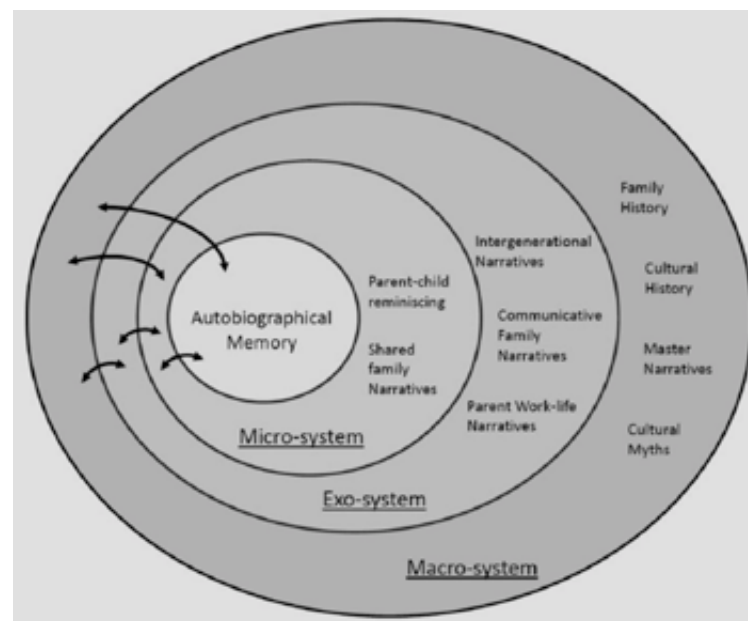 Autobiographical
Memory
Parent-child
reminiscing
Shared
family
Narratives
Micro-system
Intergenerational
Narratives
Communicative
Family
Narratives
Parent Work-life
Narratives
Exo-system
Family
History
Cultural
History
Master
Narratives
Cultural
Myths
Macro-system